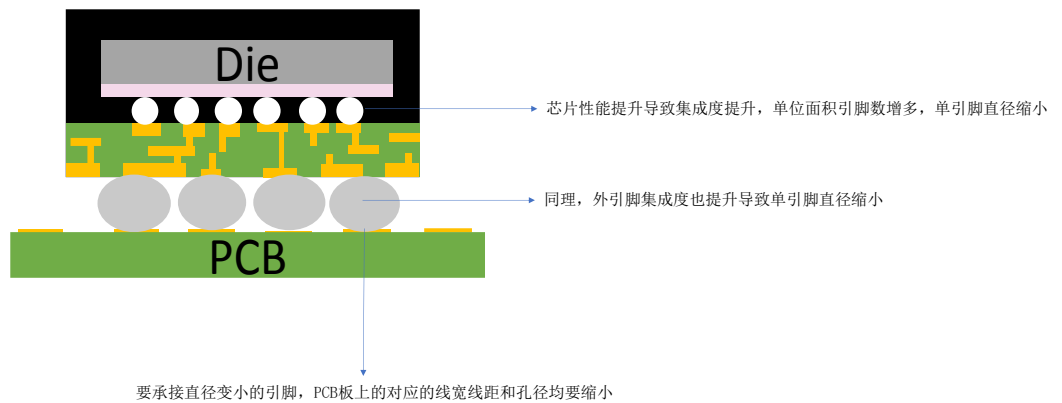 Die
芯片性能提升导致集成度提升，单位面积引脚数增多，单引脚直径缩小
同理，外引脚集成度也提升导致单引脚直径缩小
PCB
要承接直径变小的引脚，PCB板上的对应的线宽线距和孔径均要缩小